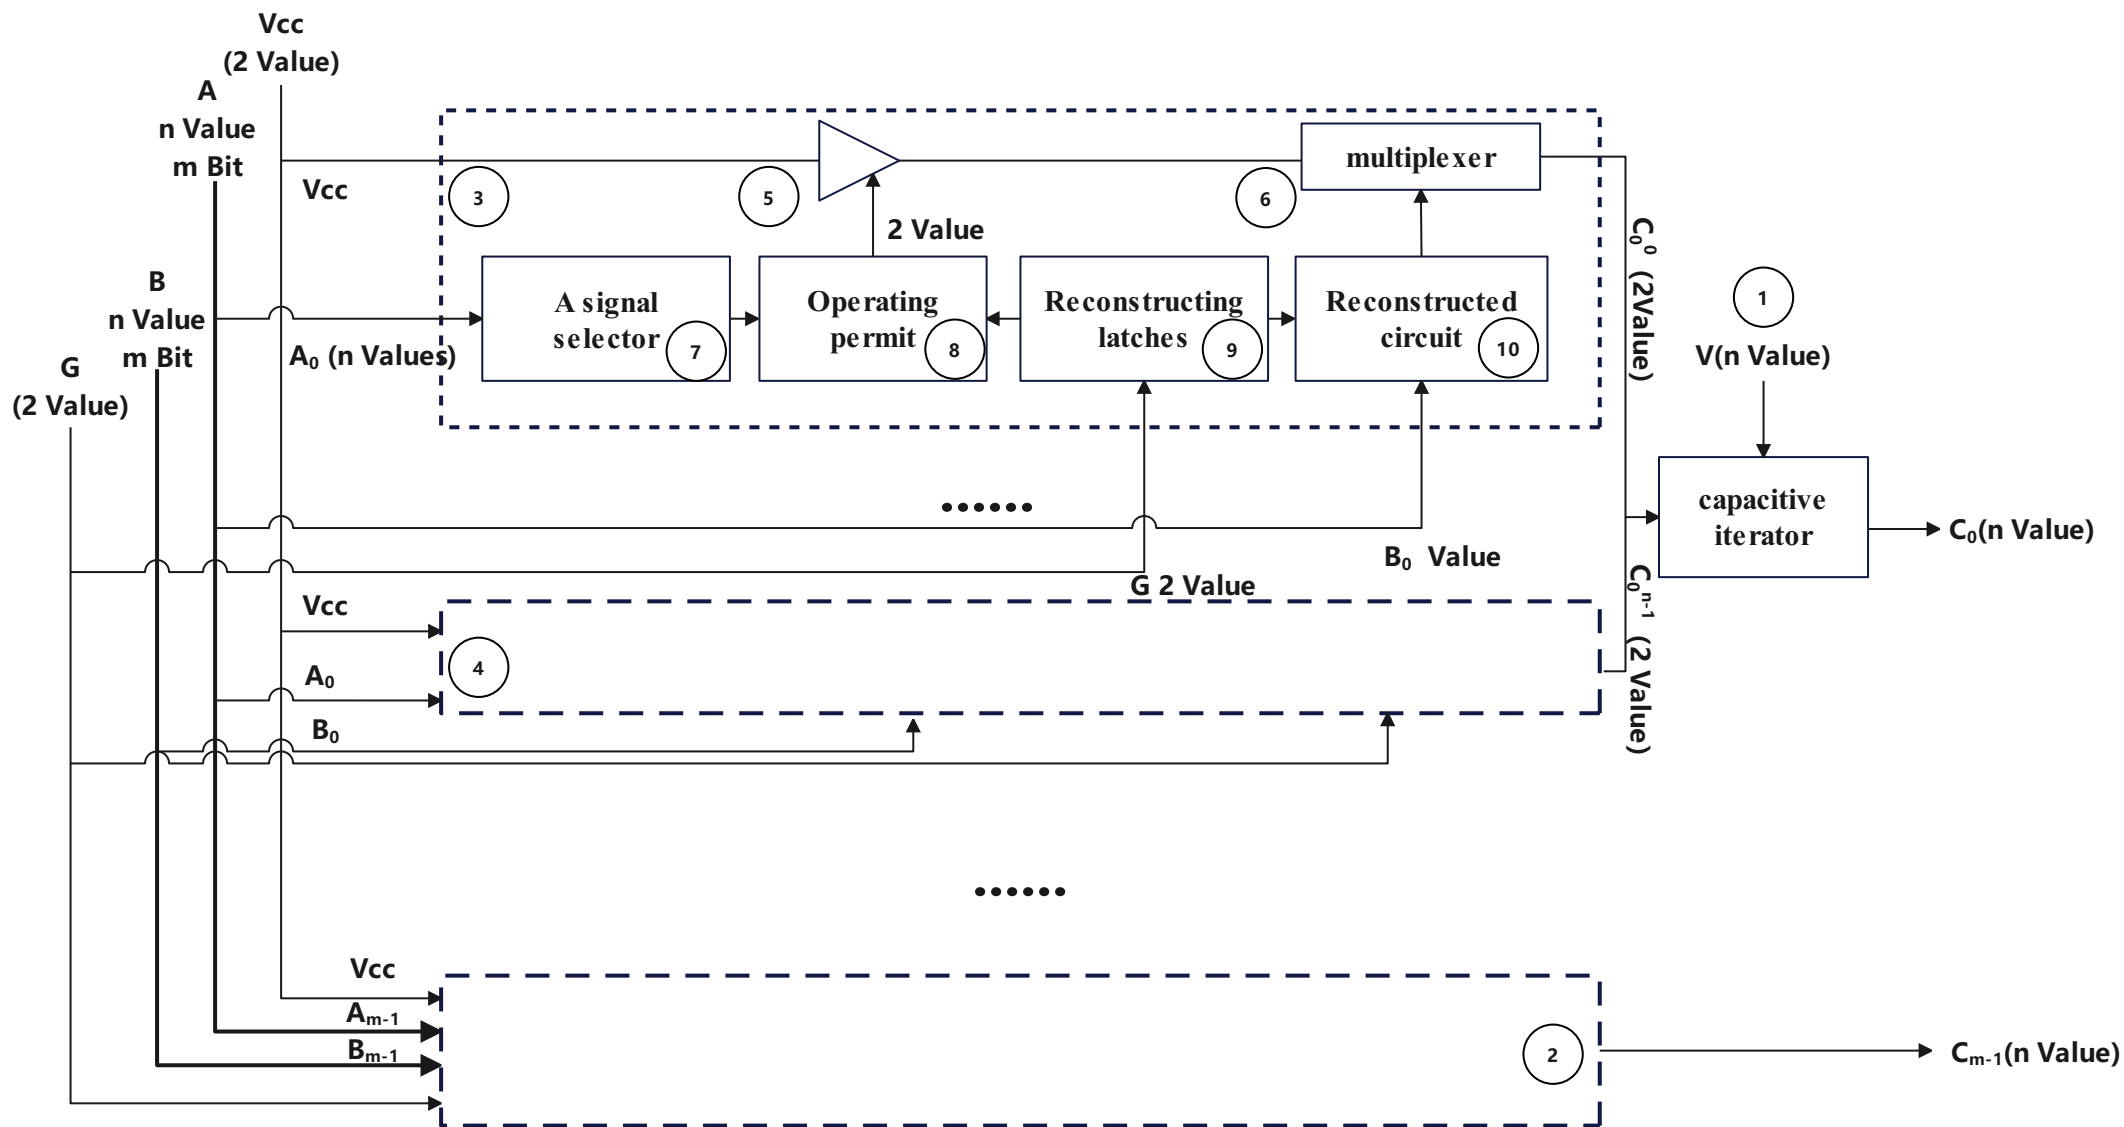 Vcc
(2 Value)
A
n Value
m Bit
Vcc
3
5
6
multiplexer
2 Value
B
n Value
m Bit
A signal
selector
7
Operating
permit
8
Reconstructing
latches
9
Reconstructed
circuit
10
A₀ (n Values)
G
(2 Value)
C₀⁰ (2Value)
1
V(n Value)
capacitive
iterator
C₀(n Value)
......
B₀ Value
G 2 Value
C₀ⁿ⁻¹ (2 Value)
Vcc
4
A₀
B₀
......
Vcc
Aₘ₋₁
Bₘ₋₁
2
Cₘ₋₁(n Value)